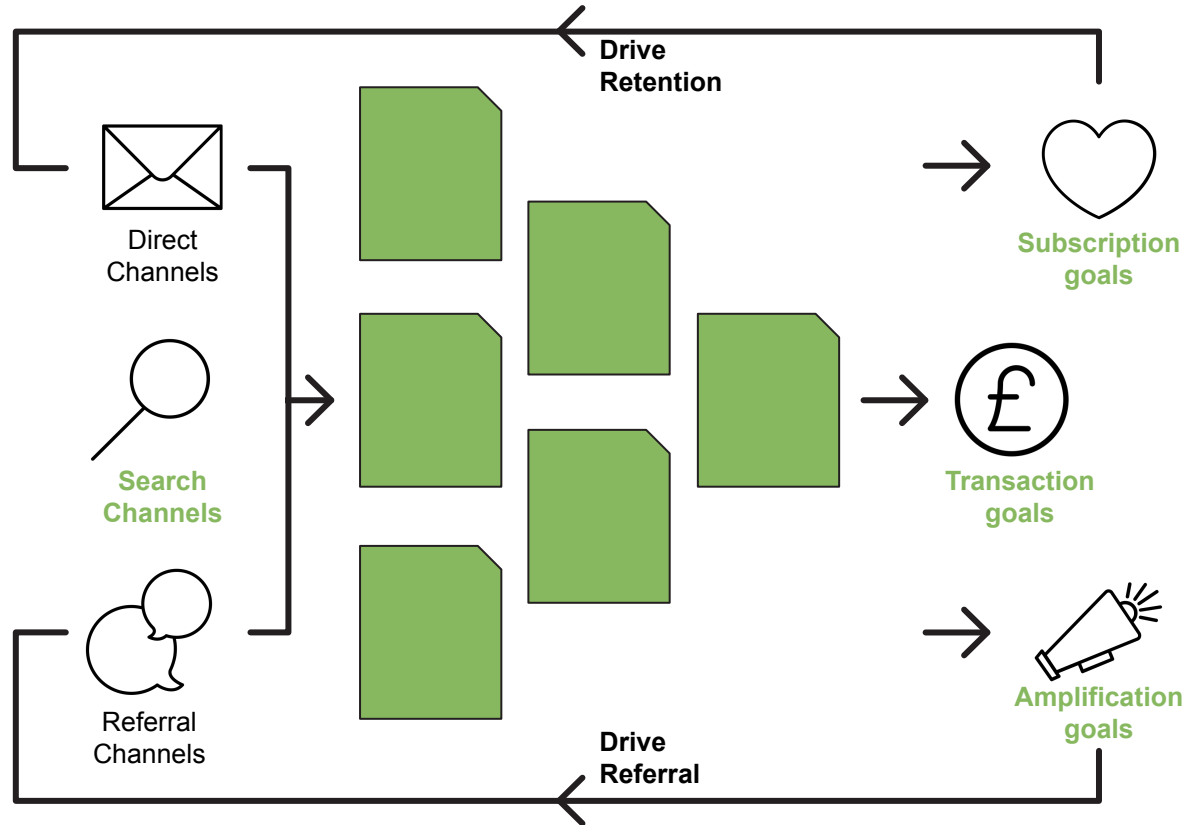 Drive
Retention
Direct
Channels
Subscription
goals
£
Search
Channels
Transaction
goals
Referral
Channels
Amplification
goals
Drive
Referral